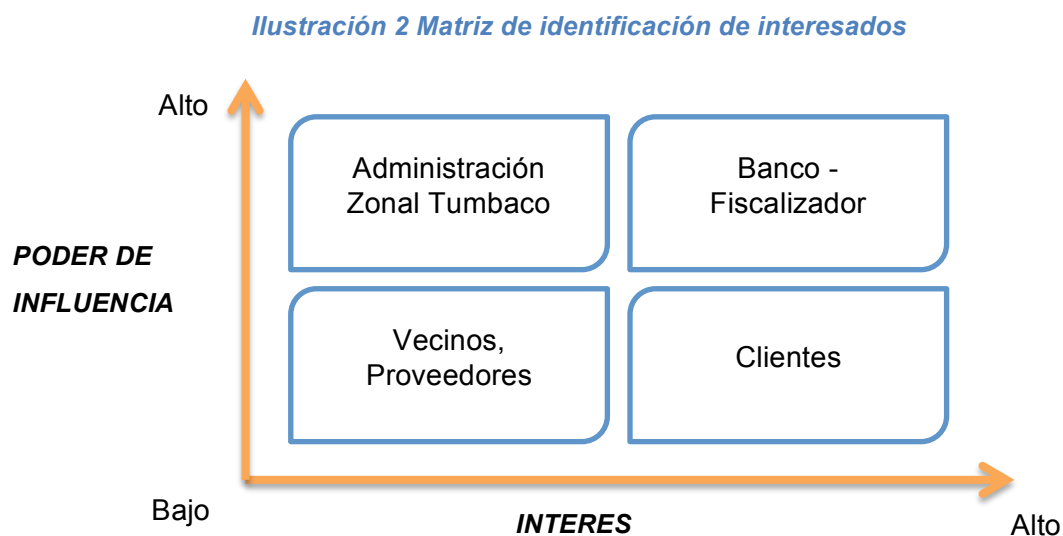 Ilustración 2 Matriz de identificación de interesados
Alto
Administración
Zonal Tumbaco
Banco -
Fiscalizador
PODER DE
INFLUENCIA
Vecinos,
Proveedores
Clientes
Bajo
INTERES
Alto